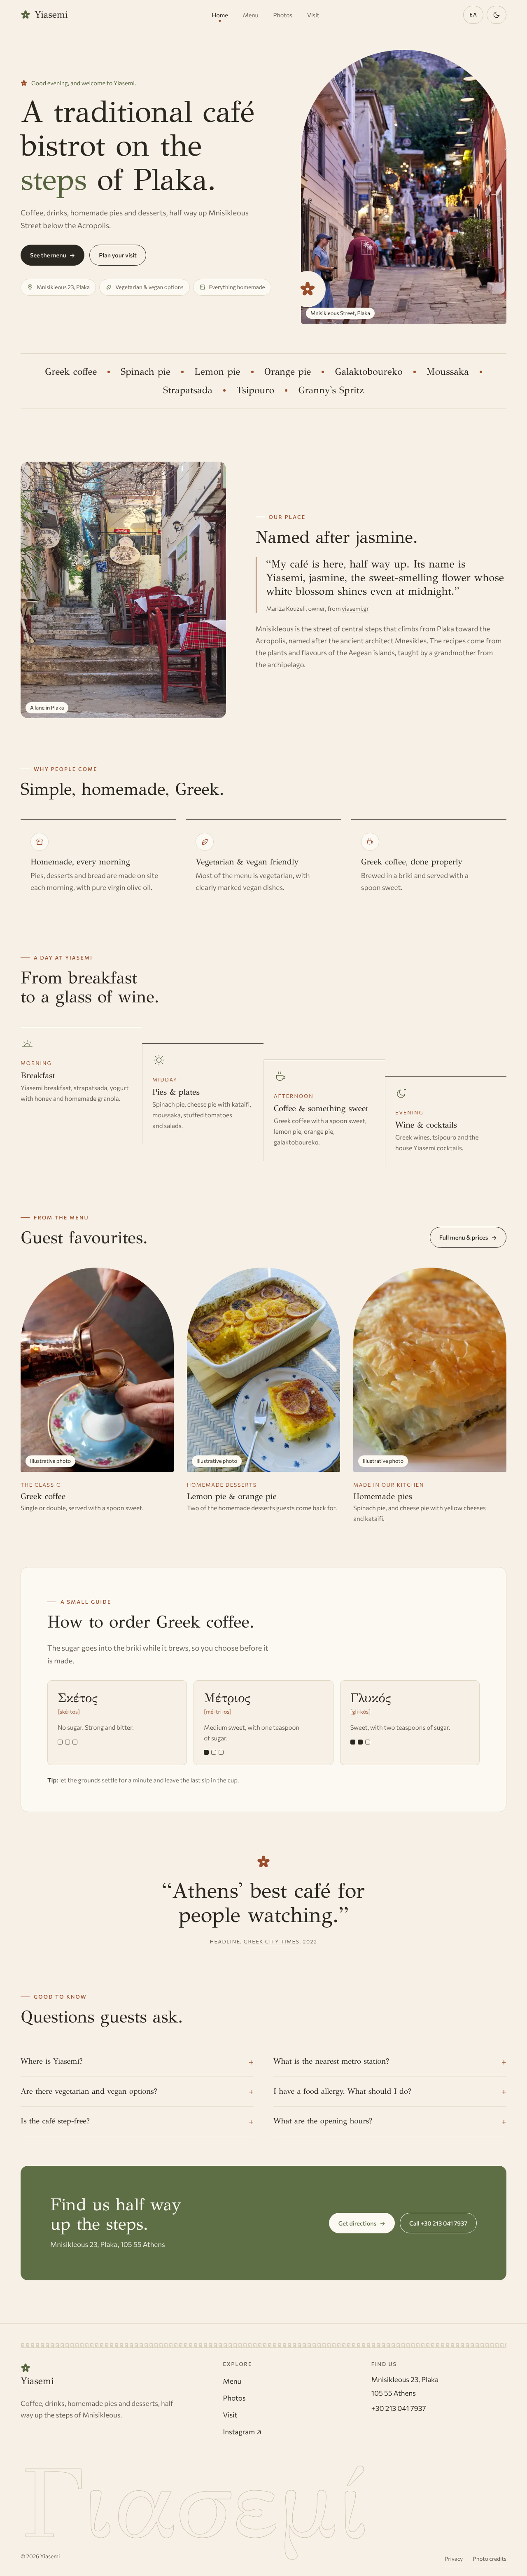 Yiasemi
Home Menu Photos Visit
ΕΛ
Good evening, and welcome to Yiasemi.
A traditional café
bistrot on the
steps of Plaka.
Coffee, drinks, homemade pies and desserts, half way up Mnisikleous
Street below the Acropolis.
See the menu → Plan your visit
Mnisikleous 23, Plaka Vegetarian & vegan options Everything homemade
Mnisikleous Street, Plaka
Greek coffee • Spinach pie • Lemon pie • Orange pie • Galaktoboureko • Moussaka •
Strapatsada • Tsipouro • Granny's Spritz
A lane in Plaka
OUR PLACE
Named after jasmine.
“My café is here, half way up. Its name is
Yiasemi, jasmine, the sweet-smelling flower whose
white blossom shines even at midnight.”
Mariza Kouzeli, owner, from yiasemi.gr
Mnisikleous is the street of central steps that climbs from Plaka toward the
Acropolis, named after the ancient architect Mnesikles. The recipes come from
the plants and flavours of the Aegean islands, taught by a grandmother from
the archipelago.
WHY PEOPLE COME
Simple, homemade, Greek.
Homemade, every morning
Pies, desserts and bread are made on site
each morning, with pure virgin olive oil.
Vegetarian & vegan friendly
Most of the menu is vegetarian, with
clearly marked vegan dishes.
Greek coffee, done properly
Brewed in a briki and served with a
spoon sweet.
A DAY AT YIASEMI
From breakfast
to a glass of wine.
MORNING
Breakfast
Yiasemi breakfast, strapatsada, yogurt
with honey and homemade granola.
MIDDAY
Pies & plates
Spinach pie, cheese pie with kataifi,
moussaka, stuffed tomatoes
and salads.
AFTERNOON
Coffee & something sweet
Greek coffee with a spoon sweet,
lemon pie, orange pie,
galaktoboureko.
EVENING
Wine & cocktails
Greek wines, tsipouro and the
house Yiasemi cocktails.
FROM THE MENU
Guest favourites.
Full menu & prices →
Illustrative photo
Illustrative photo
Illustrative photo
THE CLASSIC
Greek coffee
Single or double, served with a spoon sweet.
HOMEMADE DESSERTS
Lemon pie & orange pie
Two of the homemade desserts guests come back for.
MADE IN OUR KITCHEN
Homemade pies
Spinach pie, and cheese pie with yellow cheeses
and kataifi.
A SMALL GUIDE
How to order Greek coffee.
The sugar goes into the briki while it brews, so you choose before it
is made.
Σκέτος
[ské-tos]
No sugar. Strong and bitter.
Μέτριος
[mé-tri-os]
Medium sweet, with one teaspoon
of sugar.
Γλυκός
[gli-kós]
Sweet, with two teaspoons of sugar.
Tip: let the grounds settle for a minute and leave the last sip in the cup.
“Athens’ best café for
people watching.”
HEADLINE, GREEK CITY TIMES, 2022
GOOD TO KNOW
Questions guests ask.
Where is Yiasemi? +
What is the nearest metro station? +
Are there vegetarian and vegan options? +
I have a food allergy. What should I do? +
Is the café step-free? +
What are the opening hours? +
Find us half way
up the steps.
Mnisikleous 23, Plaka, 105 55 Athens
Get directions → Call +30 213 041 7937
Yiasemi
Coffee, drinks, homemade pies and desserts, half
way up the steps of Mnisikleous.
EXPLORE
Menu
Photos
Visit
Instagram ↗
FIND US
Mnisikleous 23, Plaka
105 55 Athens
+30 213 041 7937
Γιασεμί
© 2026 Yiasemi
Privacy Photo credits